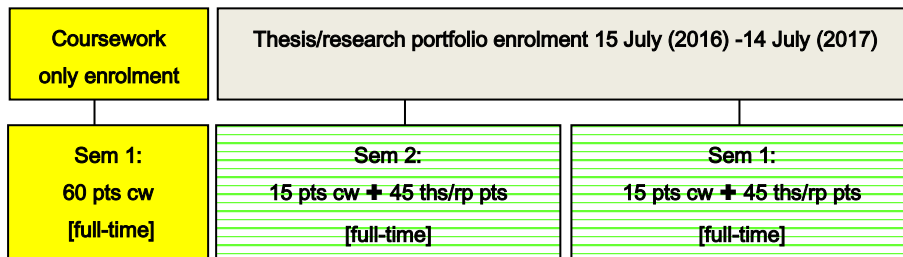 Coursework
only enrolment
Thesis/research portfolio enrolment 15 July (2016) -14 July (2017)
Sem 1:
60 pts cw
[full-time]
Sem 2:
15 pts cw + 45 ths/rp pts
[full-time]
Sem 1:
15 pts cw + 45 ths/rp pts
[full-time]